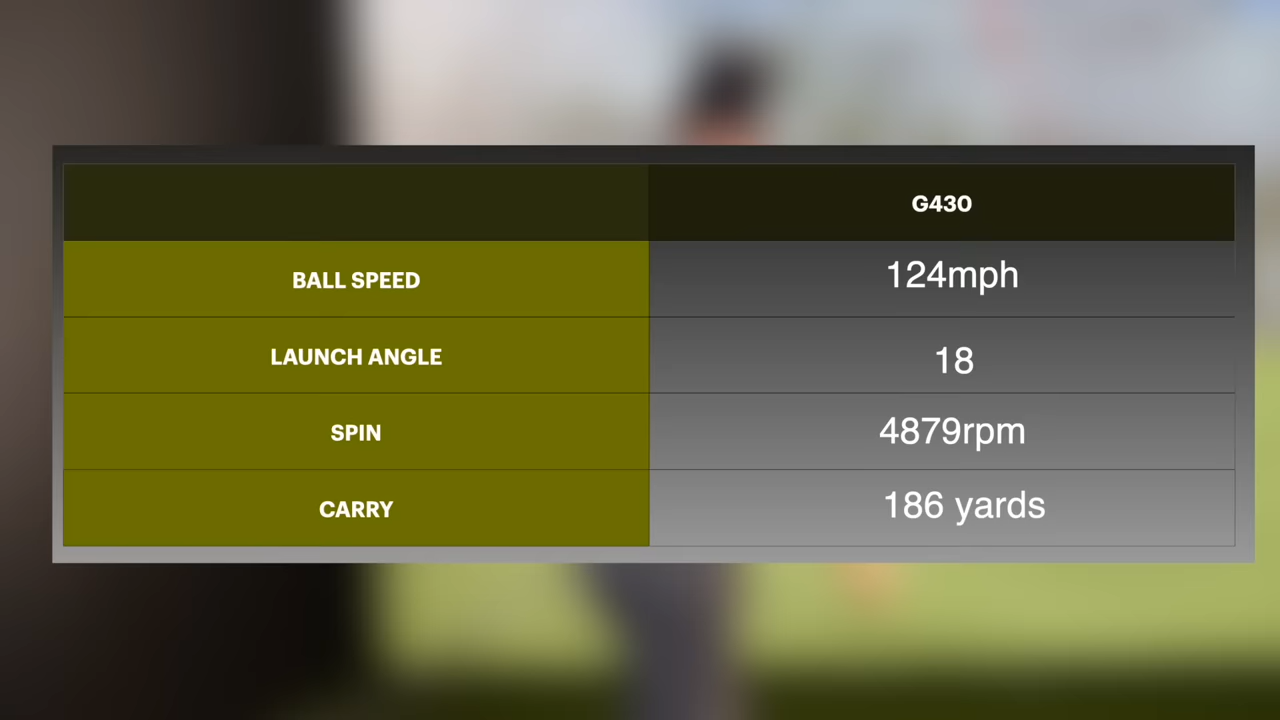 G430
BALL SPEED 124mph
LAUNCH ANGLE 18
SPIN 4879rpm
CARRY 186 yards